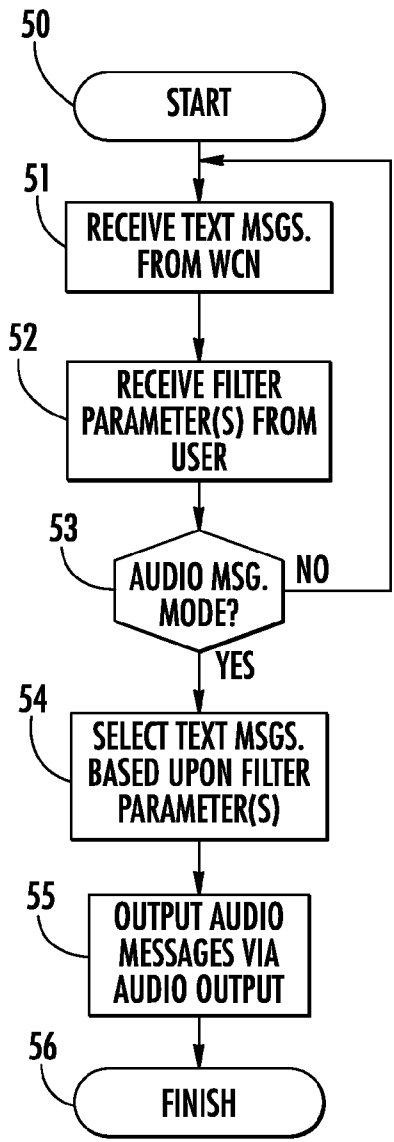 50
START
51
RECEIVE TEXT MSGS.
FROM WCN
52
RECEIVE FILTER
PARAMETER(S) FROM
USER
53
AUDIO MSG.
MODE?
NO
YES
54
SELECT TEXT MSGS.
BASED UPON FILTER
PARAMETER(S)
55
OUTPUT AUDIO
MESSAGES VIA
AUDIO OUTPUT
56
FINISH